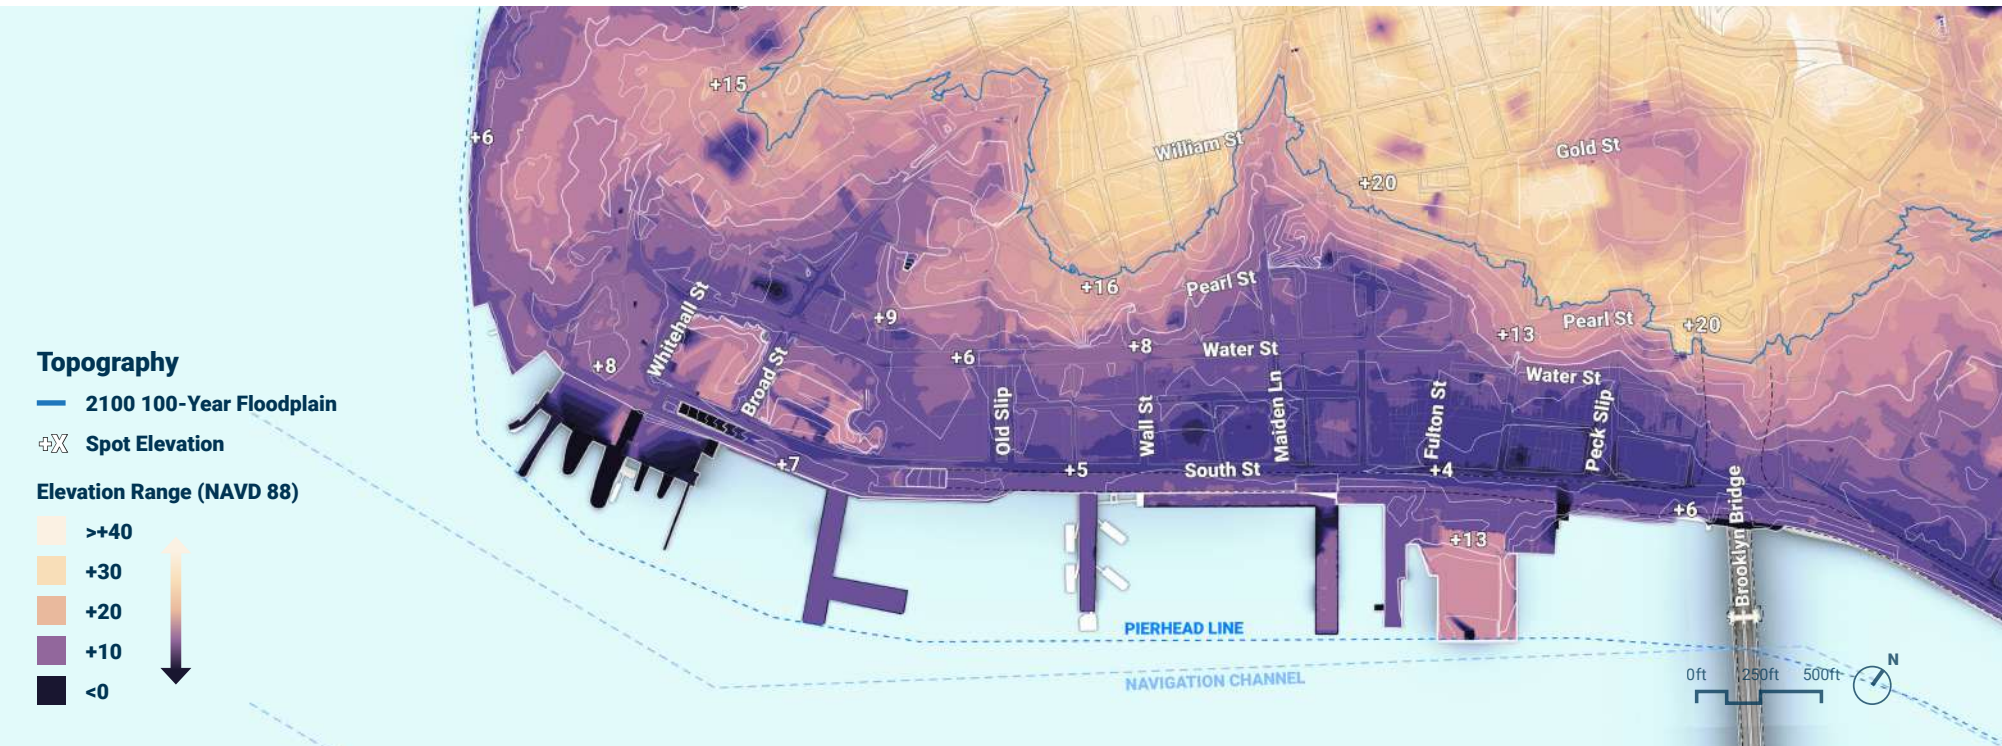 +15
+6
William St
Gold St
+20
+16
Pearl St
Whitehall St
+9
+13
Pearl St
+20
+8
Broad St
+6
+8
Water St
Water St
Old Slip
Wall St
Maiden Ln
Fulton St
Peck Slip
+7
+5
South St
+4
+6
Brooklyn Bridge
+13
PIERHEAD LINE
NAVIGATION CHANNEL
Topography
2100 100-Year Floodplain
+X Spot Elevation
Elevation Range (NAVD 88)
>+40
+30
+20
+10
<0
0ft 250ft 500ft
N